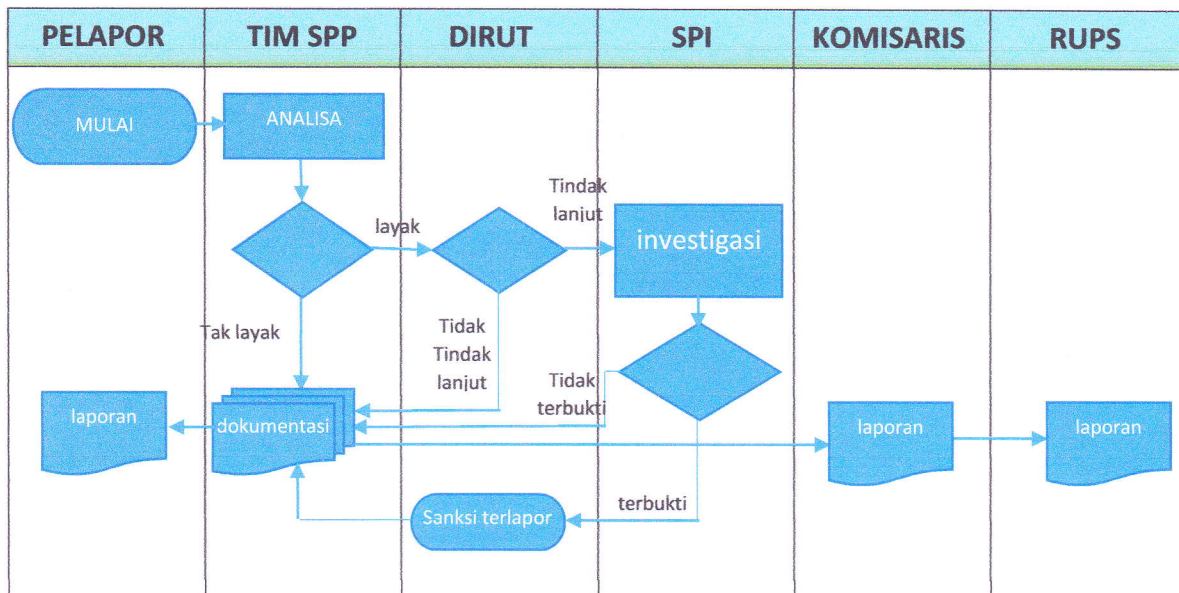 PELAPOR
TIM SPP
DIRUT
SPI
KOMISARIS
RUPS
MULAI
ANALISA
layak
Tindak
lanjut
investigasi
Tak layak
Tidak
Tindak
lanjut
Tidak
terbukti
laporan
dokumentasi
laporan
laporan
Sanksi terlapor
terbukti